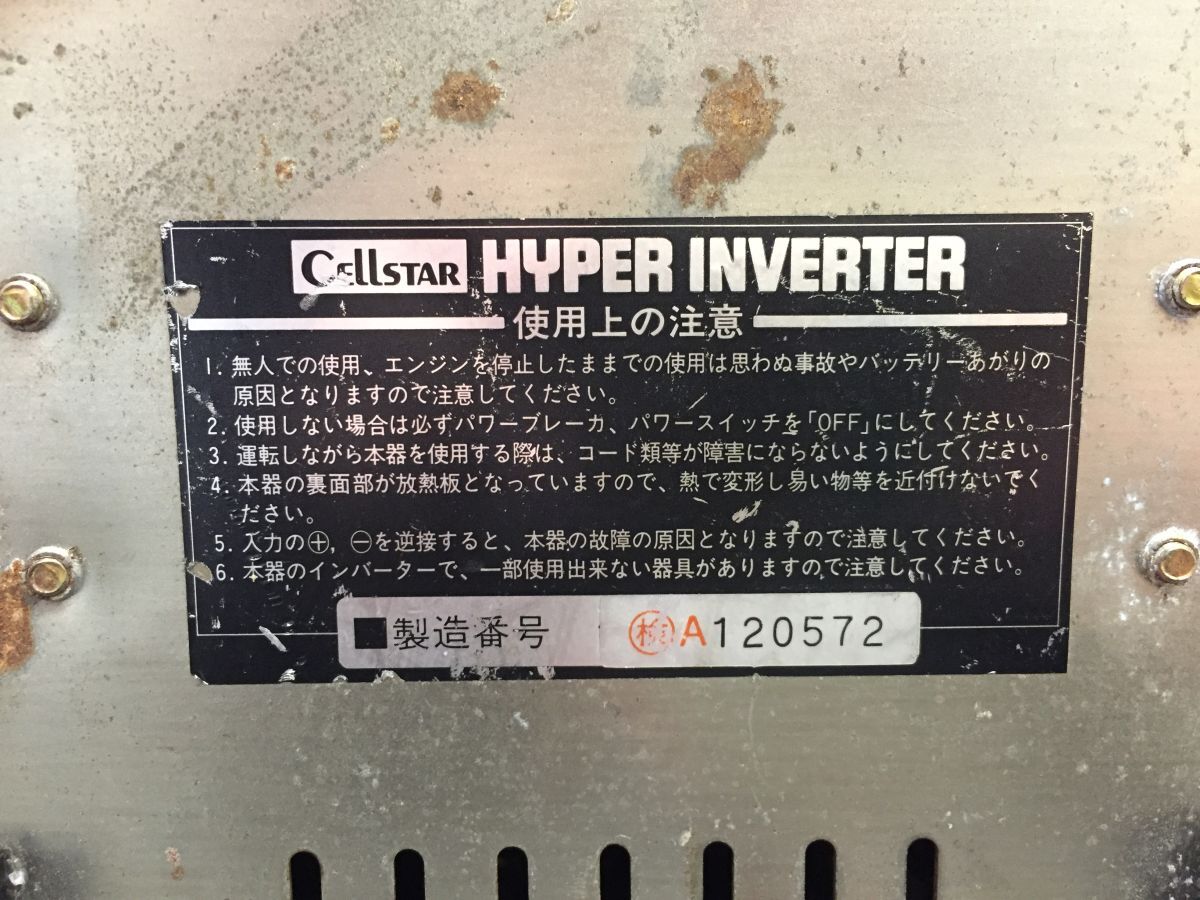 CELLSTAR HYPER INVERTER
使用上の注意
1. 無人での使用、エンジンを停止したままでの使用は思わぬ事故やバッテリーあがりの
原因となりますので注意してください。
2. 使用しない場合は必ずパワーブレーカ、パワースイッチを「OFF」にしてください。
3. 運転しながら本器を使用する際は、コード類等が障害にならないようにしてください。
4. 本器の裏面部が放熱板となっていますので、熱で変形し易い物等を近付けないでく
ださい。
5. 入力の⊕, ⊖を逆接すると、本器の故障の原因となりますので注意してください。
6. 本器のインバーターで、一部使用出来ない器具がありますので注意してください。
■製造番号 検 A120572